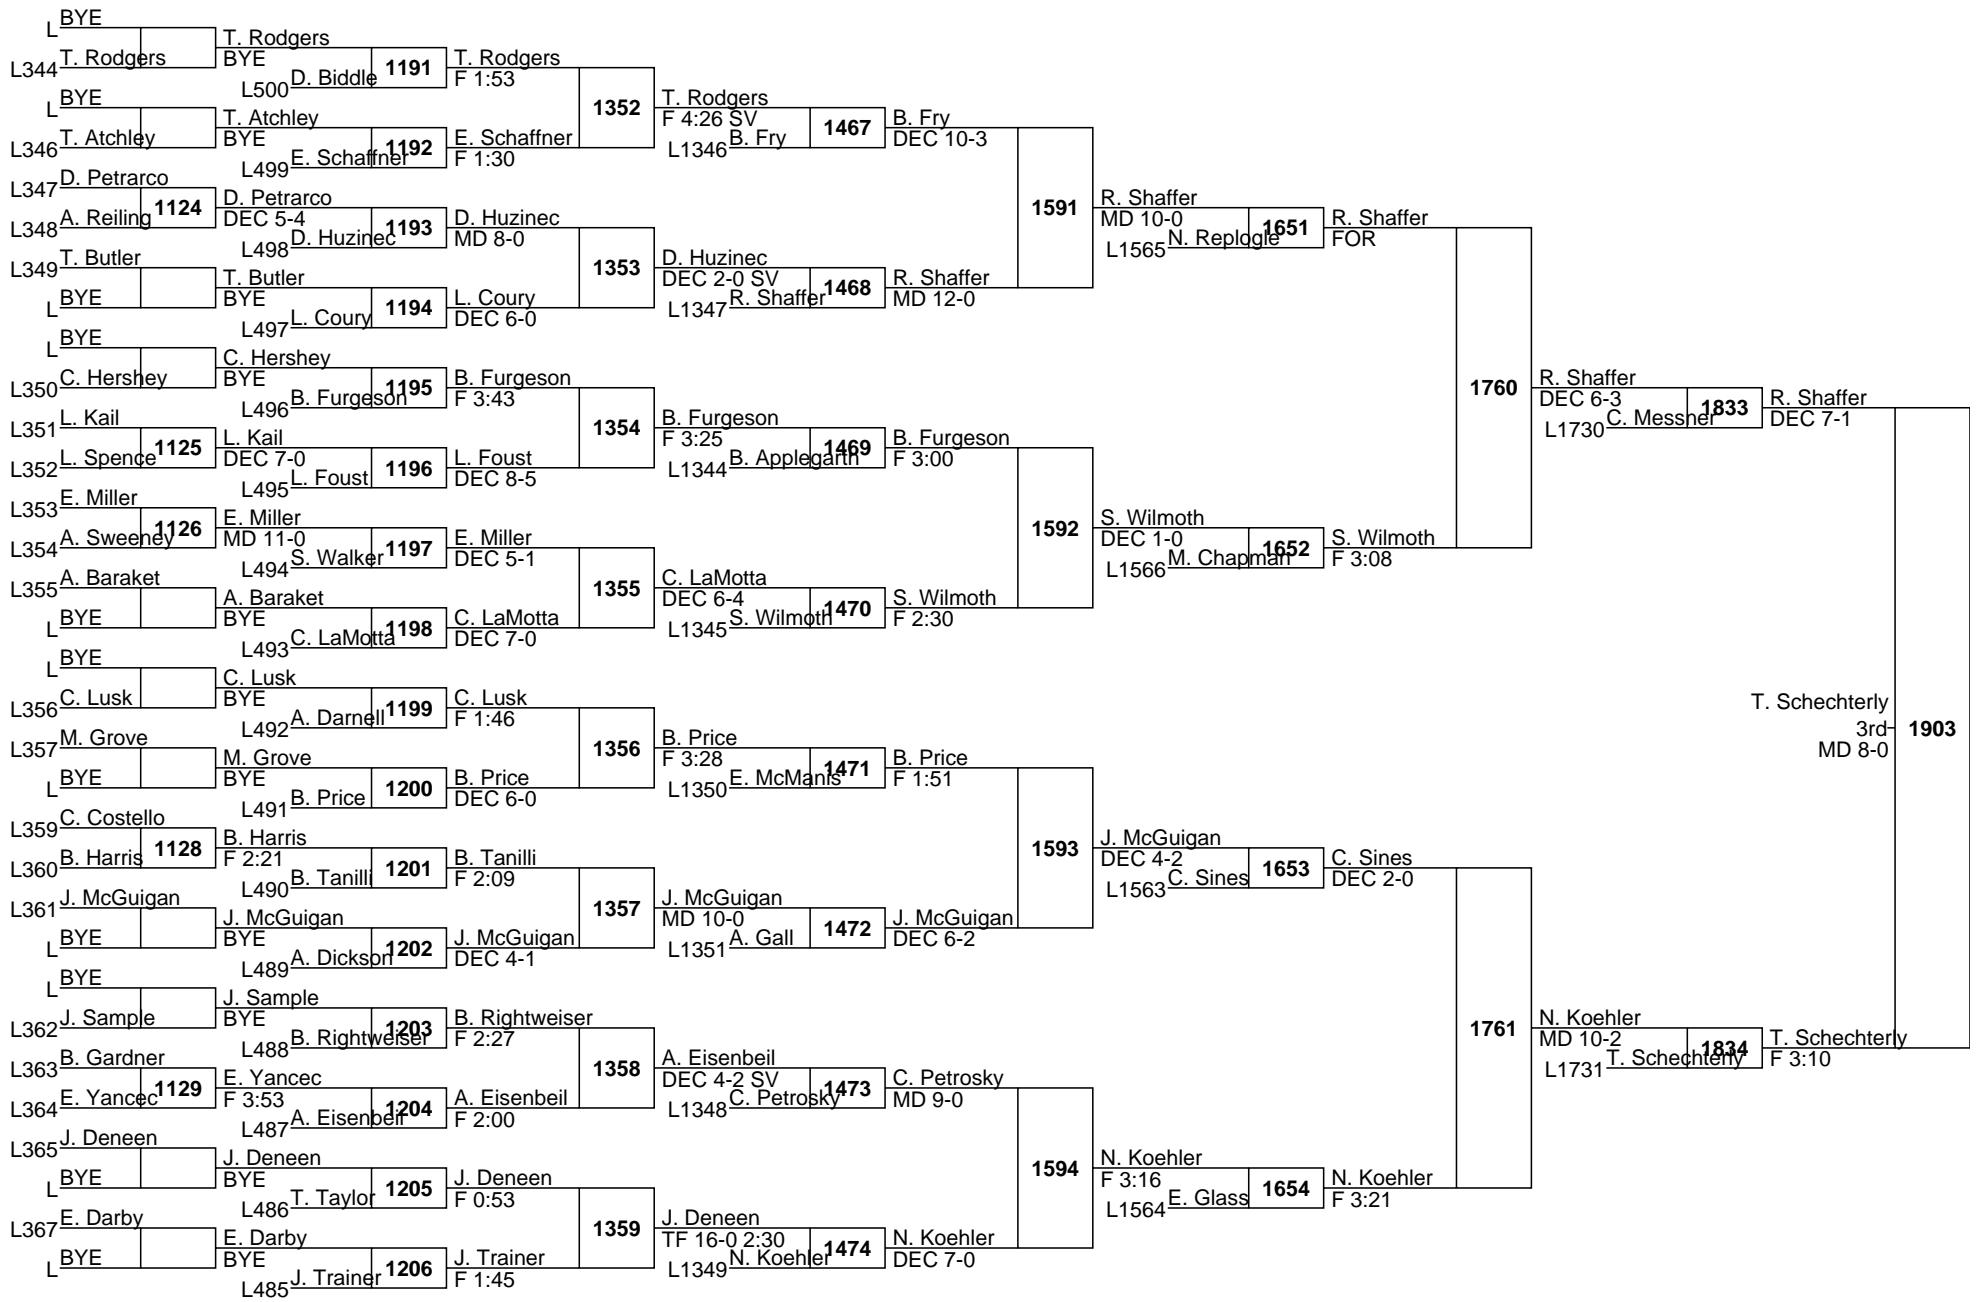 BYE
L
T. Rodgers
L344
T. Rodgers
BYE
D. Biddle
L500
1191
T. Rodgers
F 1:53
BYE
L
T. Atchley
L346
T. Atchley
BYE
E. Schaffner
L499
1192
E. Schaffner
F 1:30
1352
T. Rodgers
F 4:26 SV
B. Fry
L1346
1467
B. Fry
DEC 10-3
D. Petrarco
L347
A. Reiling
L348
1124
D. Petrarco
DEC 5-4
D. Huzinec
L498
1193
D. Huzinec
MD 8-0
T. Butler
L349
BYE
L
T. Butler
BYE
L. Coury
L497
1194
L. Coury
DEC 6-0
1353
D. Huzinec
DEC 2-0 SV
R. Shaffer
L1347
1468
R. Shaffer
MD 12-0
1591
R. Shaffer
MD 10-0
N. Replogle
L1565
1651
R. Shaffer
FOR
BYE
L
C. Hershey
L350
C. Hershey
BYE
B. Furgeson
L496
1195
B. Furgeson
F 3:43
L. Kail
L351
L. Spence
L352
1125
L. Kail
DEC 7-0
L. Foust
L495
1196
L. Foust
DEC 8-5
1354
B. Furgeson
F 3:25
B. Applegarth
L1344
1469
B. Furgeson
F 3:00
E. Miller
L353
A. Sweeney
L354
1126
E. Miller
MD 11-0
S. Walker
L494
1197
E. Miller
DEC 5-1
A. Baraket
L355
BYE
L
A. Baraket
BYE
C. LaMotta
L493
1198
C. LaMotta
DEC 7-0
1355
C. LaMotta
DEC 6-4
S. Wilmoth
L1345
1470
S. Wilmoth
F 2:30
1592
S. Wilmoth
DEC 1-0
M. Chapman
L1566
1652
S. Wilmoth
F 3:08
1760
R. Shaffer
DEC 6-3
C. Messner
L1730
1833
R. Shaffer
DEC 7-1
BYE
L
C. Lusk
L356
C. Lusk
BYE
A. Darnell
L492
1199
C. Lusk
F 1:46
M. Grove
L357
BYE
L
M. Grove
BYE
B. Price
L491
1200
B. Price
DEC 6-0
1356
B. Price
F 3:28
E. McManis
L1350
1471
B. Price
F 1:51
C. Costello
L359
B. Harris
L360
1128
B. Harris
F 2:21
B. Tanilli
L490
1201
B. Tanilli
F 2:09
J. McGuigan
L361
BYE
L
J. McGuigan
BYE
A. Dickson
L489
1202
J. McGuigan
DEC 4-1
1357
J. McGuigan
MD 10-0
A. Gall
L1351
1472
J. McGuigan
DEC 6-2
1593
J. McGuigan
DEC 4-2
C. Sines
L1563
1653
C. Sines
DEC 2-0
BYE
L
J. Sample
L362
J. Sample
BYE
B. Rightweiser
L488
1203
B. Rightweiser
F 2:27
B. Gardner
L363
E. Yancec
L364
1129
E. Yancec
F 3:53
A. Eisenbeil
L487
1204
A. Eisenbeil
F 2:00
1358
A. Eisenbeil
DEC 4-2 SV
C. Petrosky
L1348
1473
C. Petrosky
MD 9-0
J. Deneen
L365
BYE
L
J. Deneen
BYE
T. Taylor
L486
1205
J. Deneen
F 0:53
E. Darby
L367
BYE
L
E. Darby
BYE
J. Trainer
L485
1206
J. Trainer
F 1:45
1359
J. Deneen
TF 16-0 2:30
N. Koehler
L1349
1474
N. Koehler
DEC 7-0
1594
N. Koehler
F 3:16
E. Glass
L1564
1654
N. Koehler
F 3:21
1761
N. Koehler
MD 10-2
T. Schechterly
L1731
1834
T. Schechterly
F 3:10
T. Schechterly
3rd
MD 8-0
1903